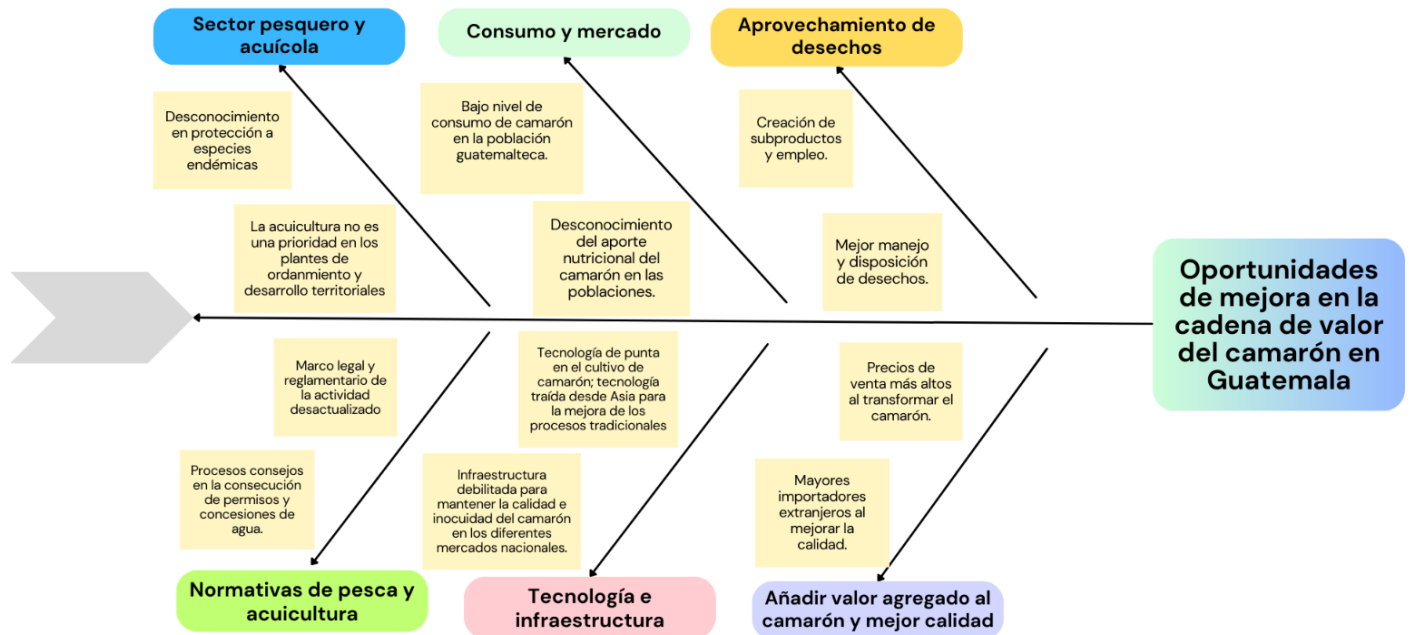 Sector pesquero y
acuícola
Consumo y mercado
Aprovechamiento de
desechos
Desconocimiento
en protección a
especies
endémicas
Bajo nivel de
consumo de camarón
en la población
guatemalteca.
Creación de
subproductos
y empleo.
La acuicultura no es
una prioridad en los
plantes de
ordanmiento y
desarrollo territoriales
Desconocimiento
del aporte
nutricional del
camarón en las
poblaciones.
Mejor manejo
y disposición
de desechos.
Oportunidades
de mejora en la
cadena de valor
del camarón en
Guatemala
Marco legal y
reglamentario de
la actividad
desactualizado
Tecnología de punta
en el cultivo de
camarón; tecnología
traída desde Asia para
la mejora de los
procesos tradicionales
Precios de
venta más altos
al transformar el
camarón.
Procesos consejos
en la consecución
de permisos y
concesiones de
agua.
Infraestructura
debilitada para
mantener la calidad e
inocuidad del camarón
en los diferentes
mercados nacionales.
Mayores
importadores
extranjeros al
mejorar la
calidad.
Normativas de pesca y
acuicultura
Tecnología e
infraestructura
Añadir valor agregado al
camarón y mejor calidad